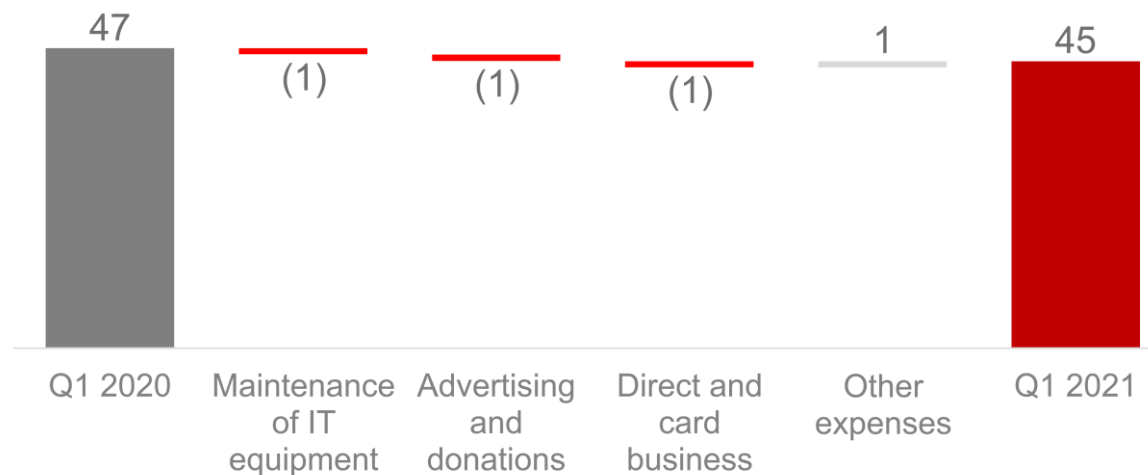 47
(1)
(1)
(1)
1
45
Q1 2020
Maintenance
of IT
equipment
Advertising
and
donations
Direct and
card
business
Other
expenses
Q1 2021